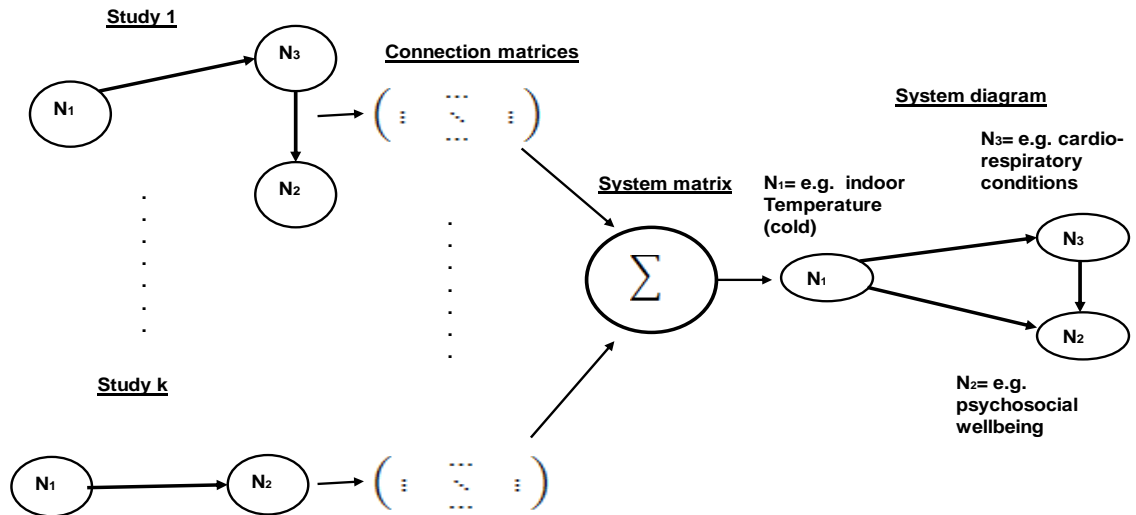 Study 1
N3
N1
N2
Connection matrices
System diagram
N3= e.g. cardio-
respiratory
conditions
System matrix
N1= e.g. indoor
Temperature
(cold)
∑
N1
N3
N2
Study k
N2= e.g.
psychosocial
wellbeing
N1
N2